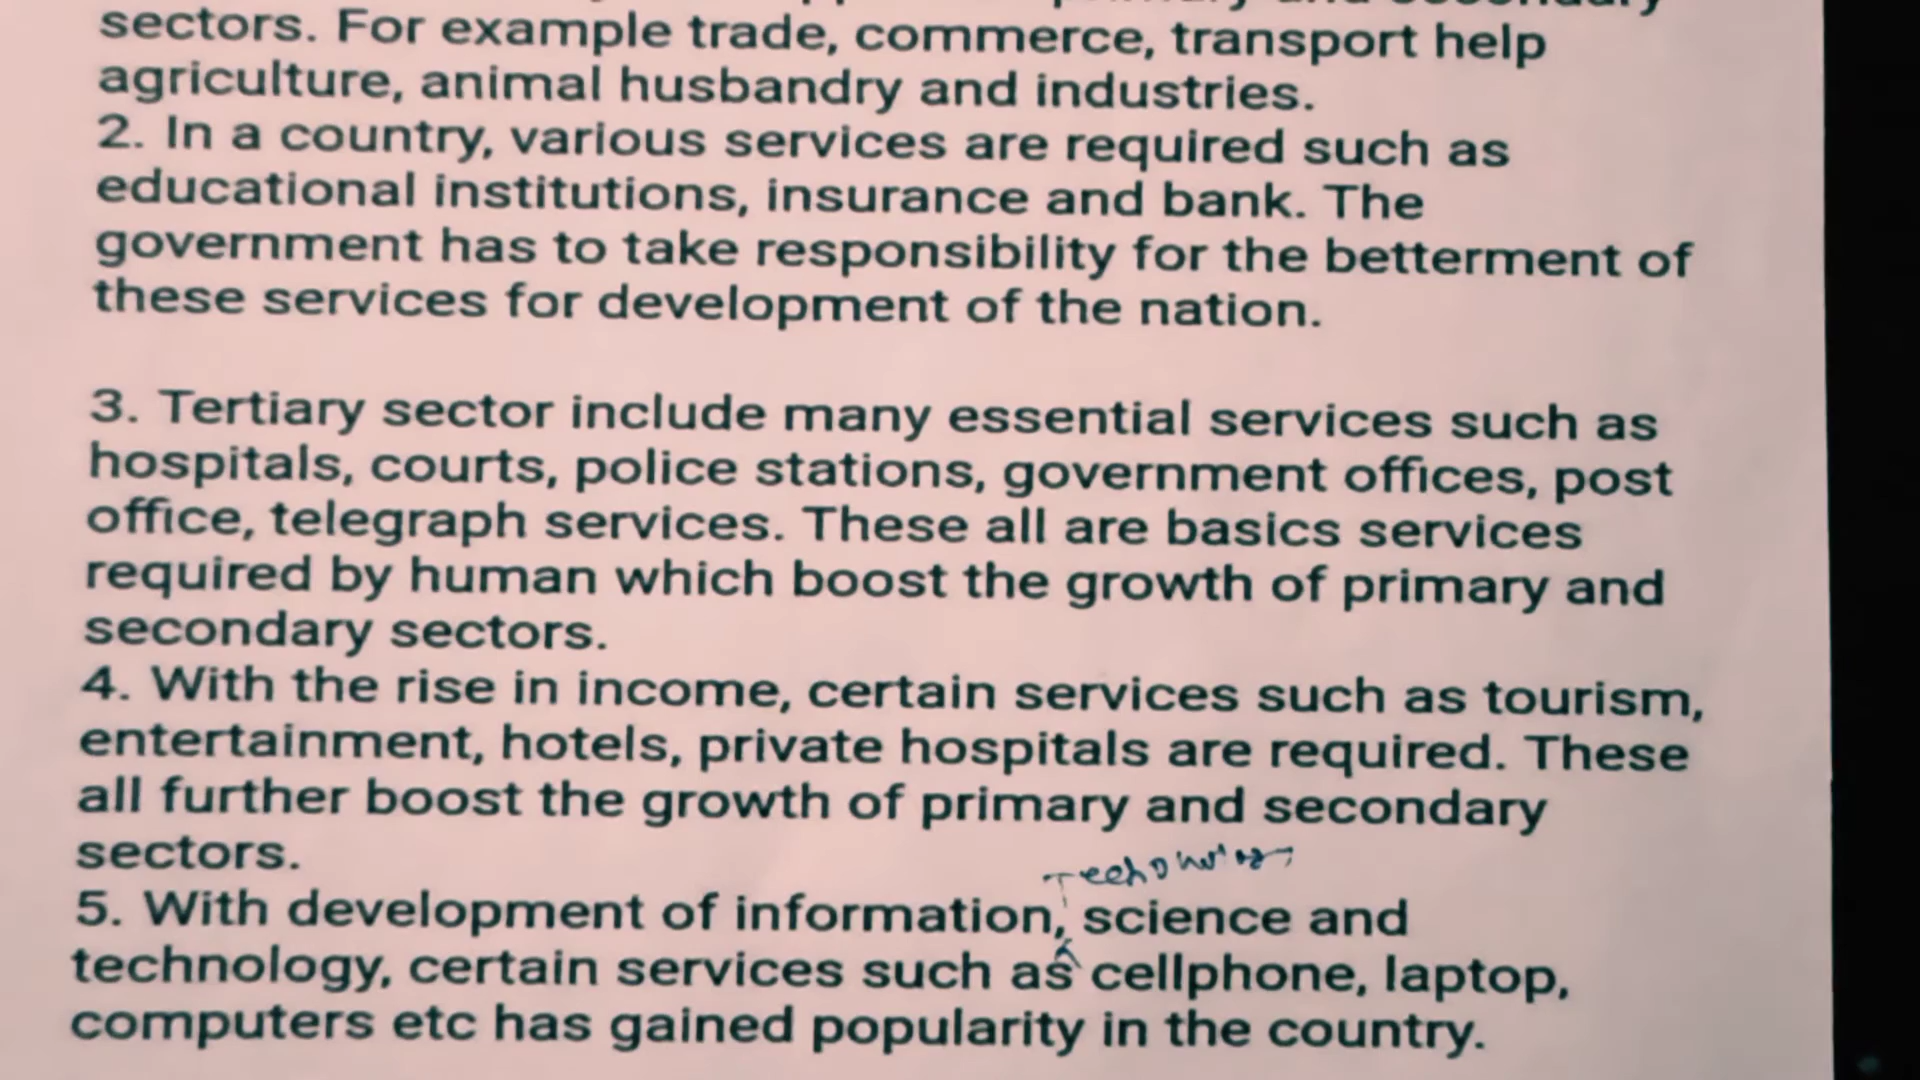 sectors. For example trade, commerce, transport help
agriculture, animal husbandry and industries.
2. In a country, various services are required such as
educational institutions, insurance and bank. The
government has to take responsibility for the betterment of
these services for development of the nation.
3. Tertiary sector include many essential services such as
hospitals, courts, police stations, government offices, post
office, telegraph services. These all are basics services
required by human which boost the growth of primary and
secondary sectors.
4. With the rise in income, certain services such as tourism,
entertainment, hotels, private hospitals are required. These
all further boost the growth of primary and secondary
sectors.
5. With development of information, science and
technology, certain services such as cellphone, laptop,
computers etc has gained popularity in the country.